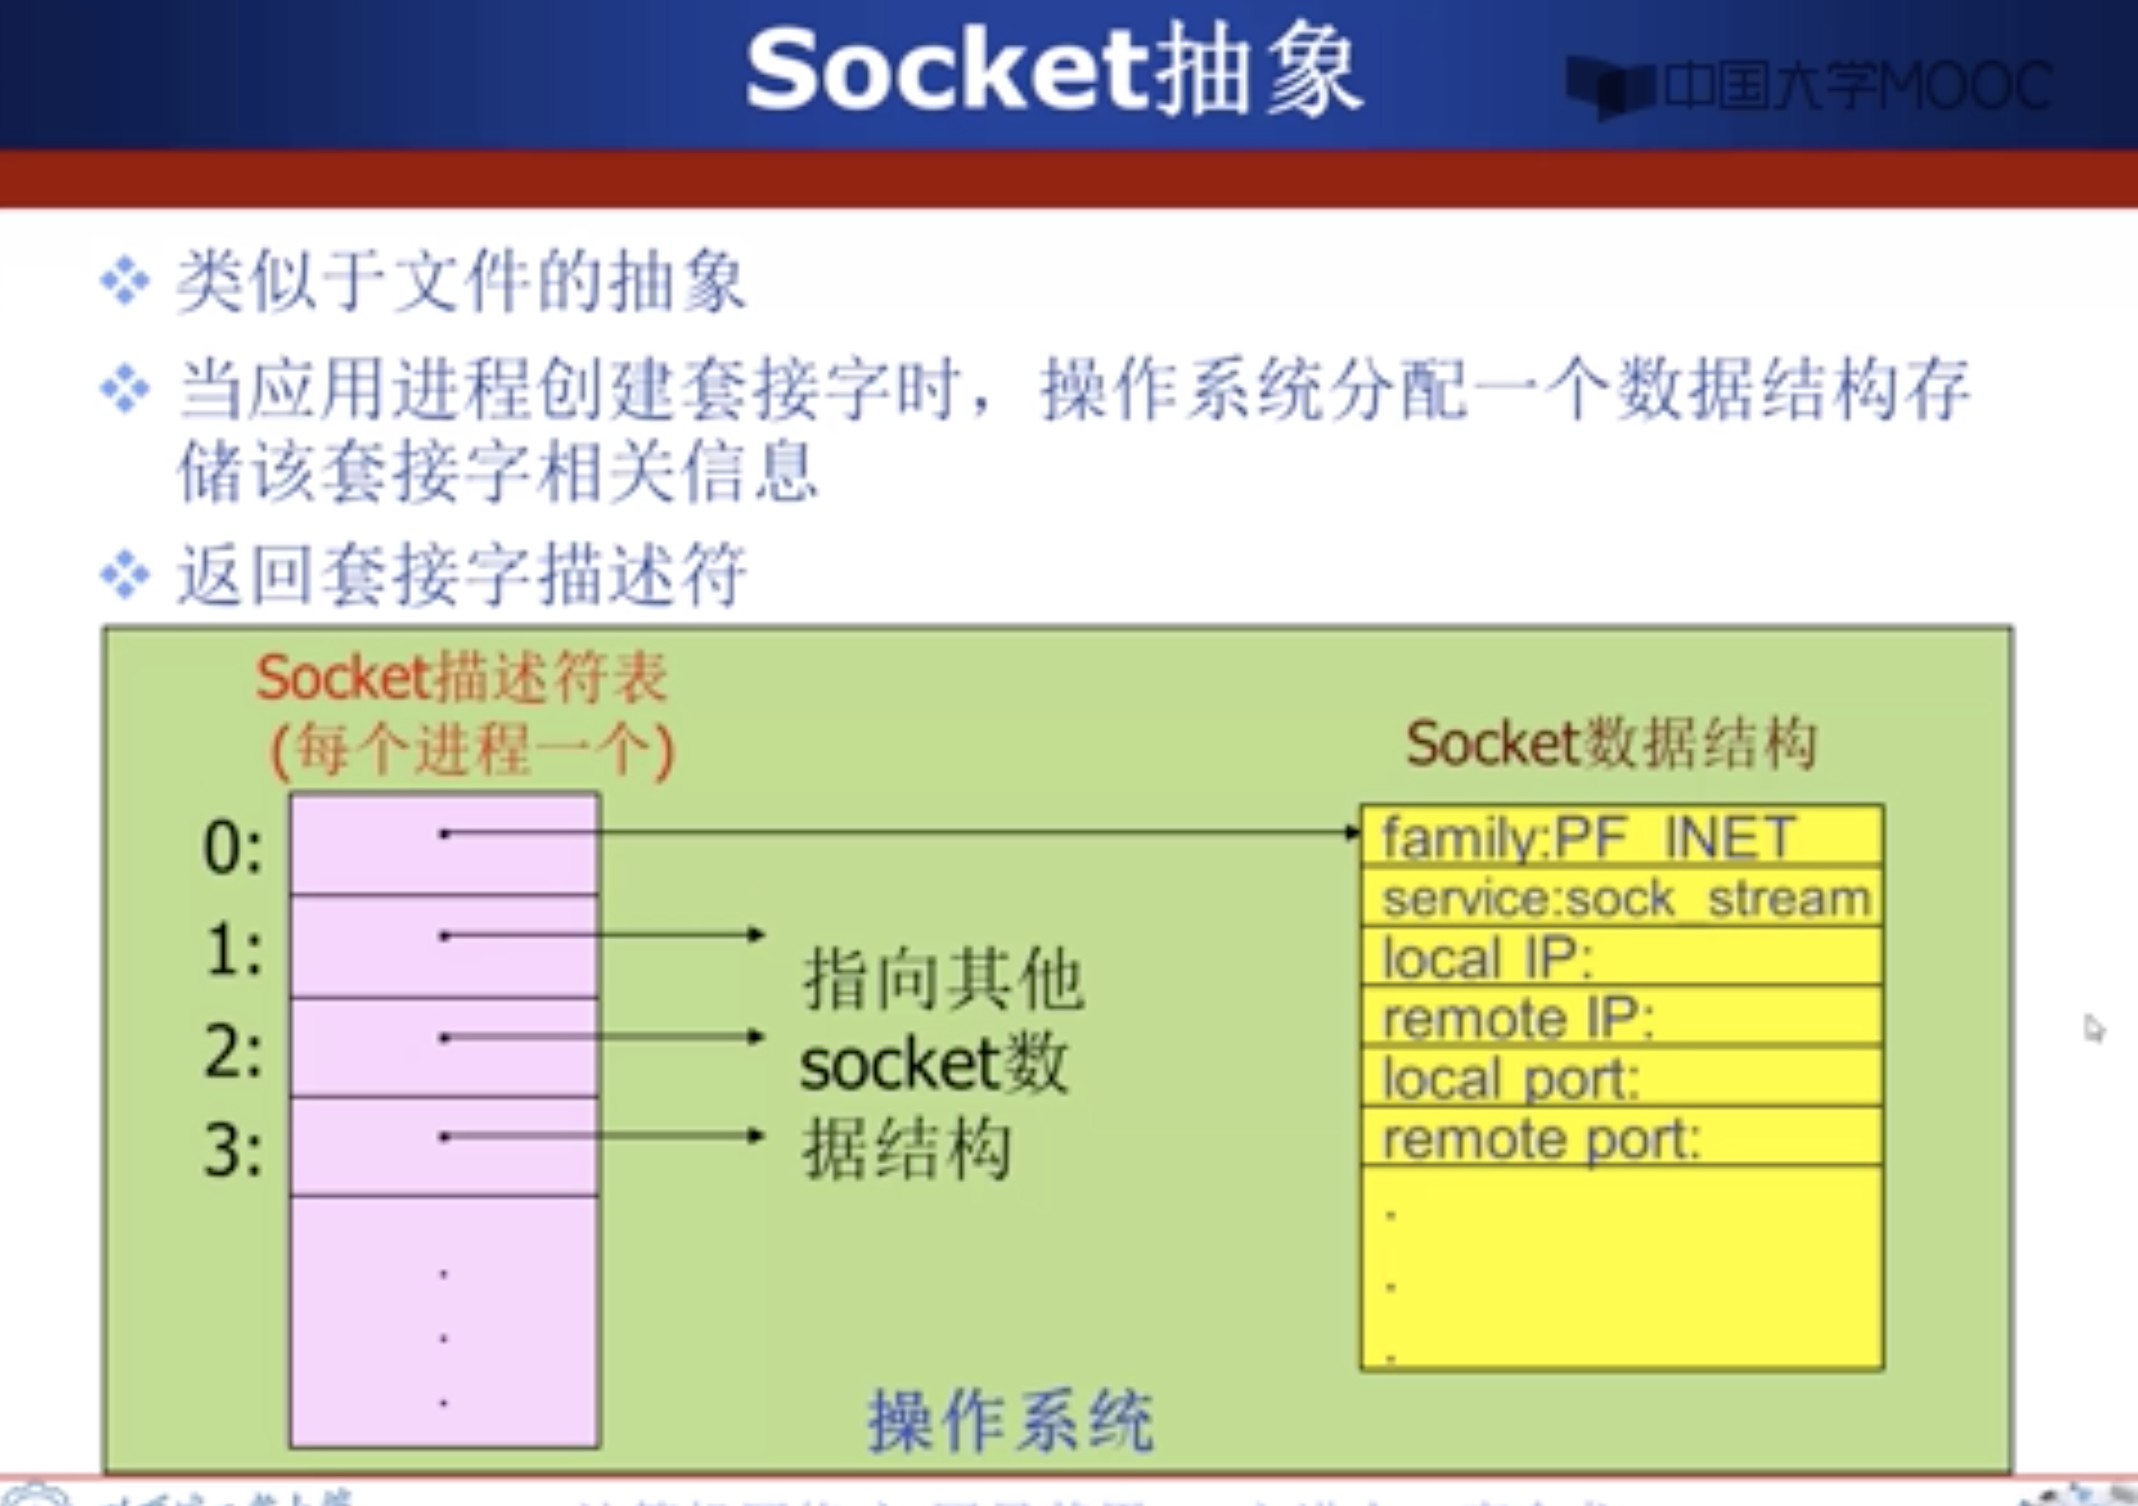 Socket抽象
中国大学MOOC
类似于文件的抽象
当应用进程创建套接字时，操作系统分配一个数据结构存
储该套接字相关信息
返回套接字描述符
Socket描述符表
(每个进程一个)
0:
1:
2:
3:
.
.
.
指向其他
socket数
据结构
Socket数据结构
family:PF_INET
service:sock_stream
local IP:
remote IP:
local port:
remote port:
.
.
.
操作系统